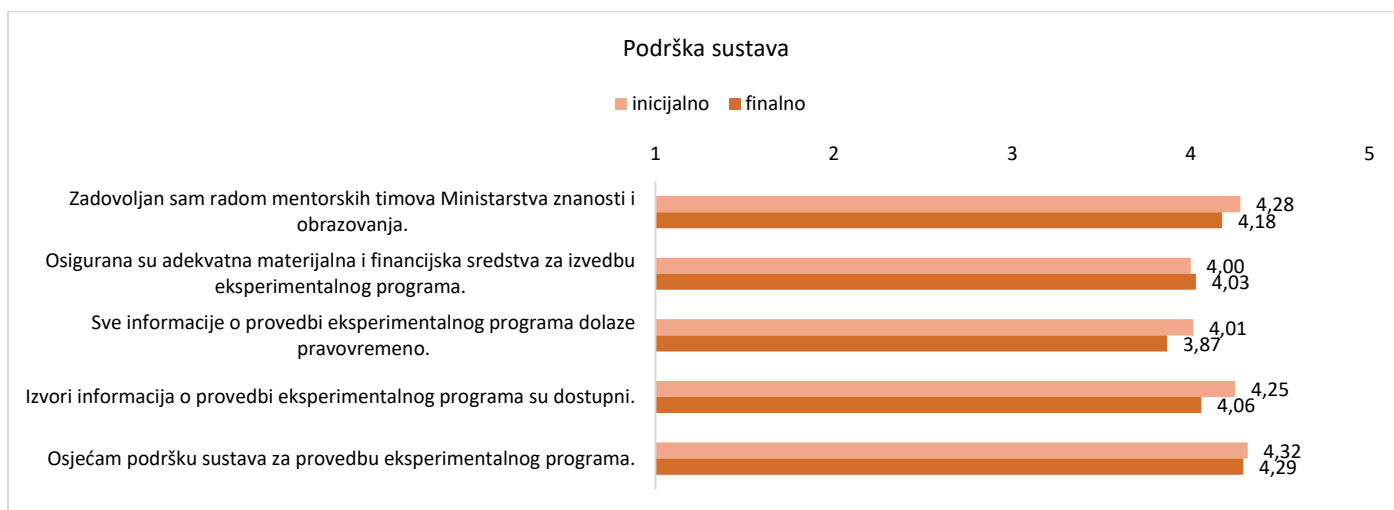 Podrška sustava
inicijalno finalno
1 2 3 4 5
Zadovoljan sam radom mentorskih timova Ministarstva znanosti i
obrazovanja.
4,28
4,18
Osigurana su adekvatna materijalna i financijska sredstva za izvedbu
eksperimentalnog programa.
4,00
4,03
Sve informacije o provedbi eksperimentalnog programa dolaze
pravovremeno.
4,01
3,87
Izvori informacija o provedbi eksperimentalnog programa su dostupni.
4,25
4,06
Osjećam podršku sustava za provedbu eksperimentalnog programa.
4,32
4,29